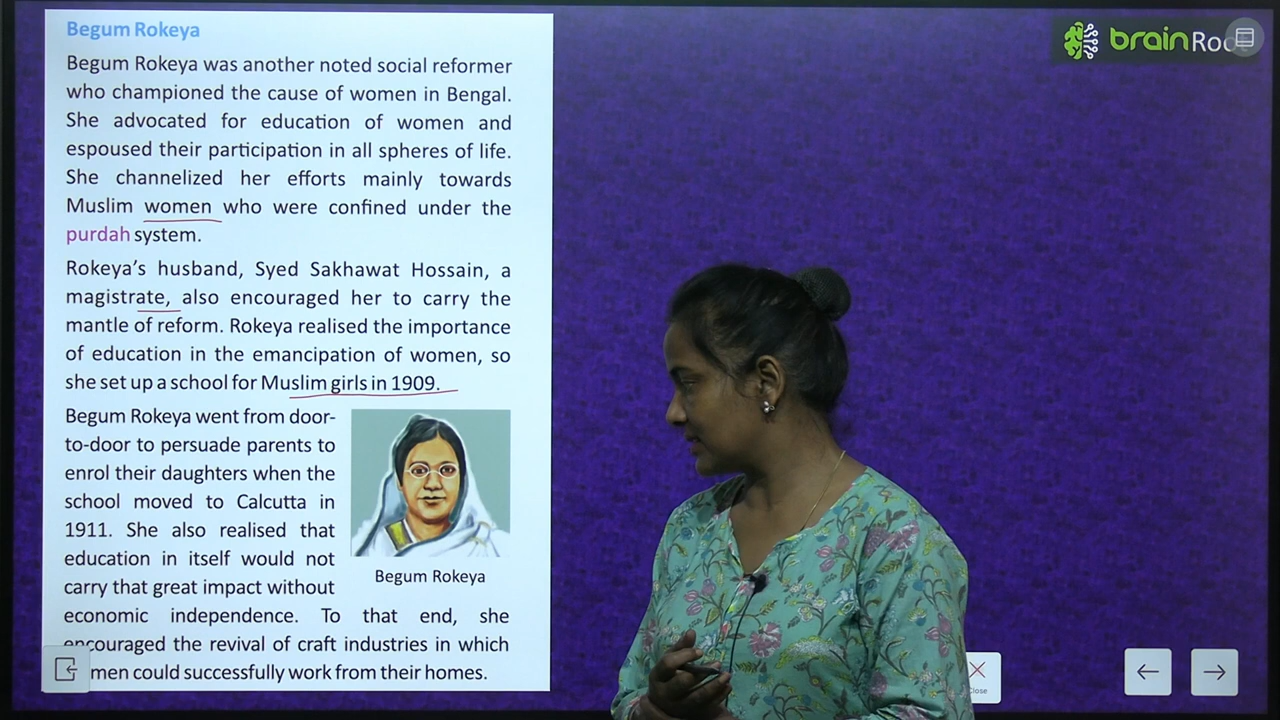 Begum Rokeya
Begum Rokeya was another noted social reformer
who championed the cause of women in Bengal.
She advocated for education of women and
espoused their participation in all spheres of life.
She channelized her efforts mainly towards
Muslim women who were confined under the
purdah system.
Rokeya's husband, Syed Sakhawat Hossain, a
magistrate, also encouraged her to carry the
mantle of reform. Rokeya realised the importance
of education in the emancipation of women, so
she set up a school for Muslim girls in 1909.
Begum Rokeya went from door-
to-door to persuade parents to
enrol their daughters when the
school moved to Calcutta in
1911. She also realised that
education in itself would not
carry that great impact without
economic independence. To that end, she
encouraged the revival of craft industries in which
men could successfully work from their homes.
Begum Rokeya
brain Roo
Close